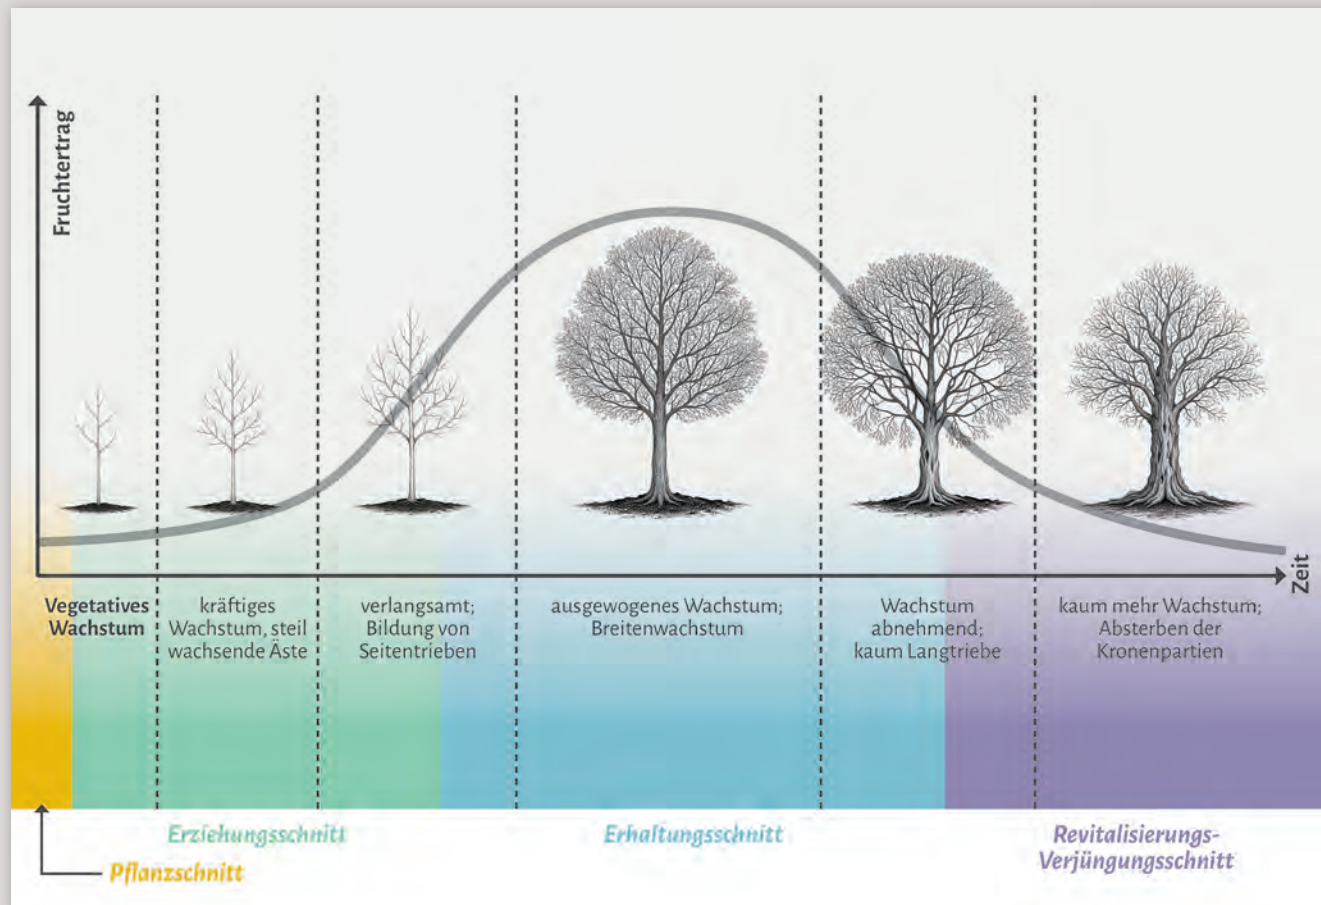 Fruchtertrag
Zeit
Vegetatives
Wachstum
kräftiges
Wachstum, steil
wachsende Äste
verlangsamt;
Bildung von
Seitentrieben
ausgewogenes Wachstum;
Breitenwachstum
Wachstum
abnehmend;
kaum Langtriebe
kaum mehr Wachstum;
Absterben der
Kronenpartien
Erziehungsschnitt
Erhaltungsschnitt
Revitalisierungs-
Verjüngungsschnitt
Pflanzschnitt